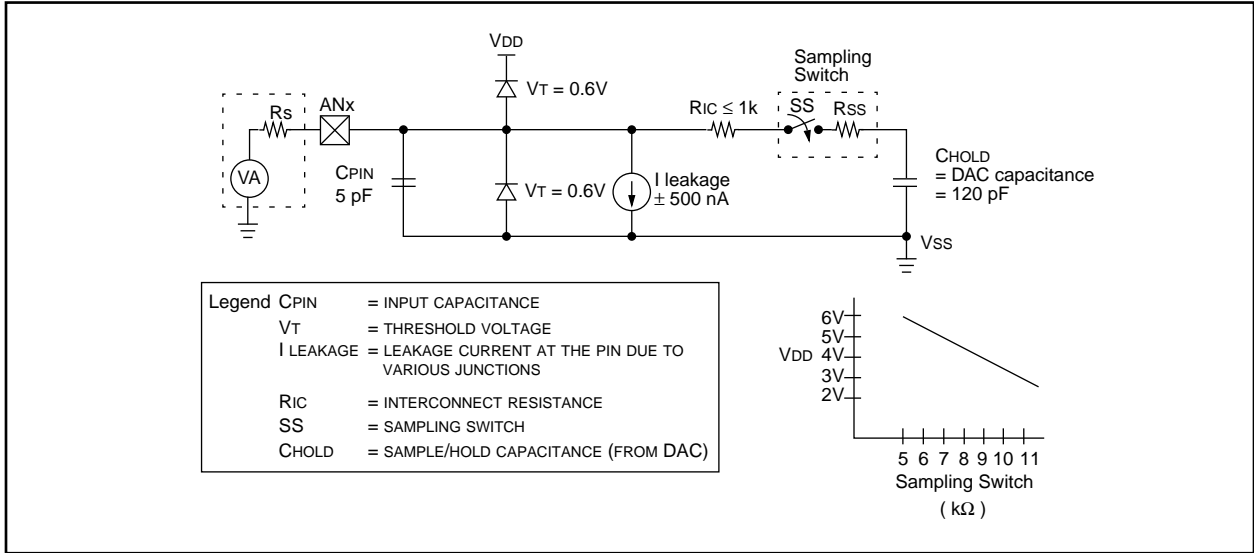 VDD
VT = 0.6V
Sampling
Switch
RS
ANx
RIC ≤ 1k
SS
RSS
VA
CPIN
5 pF
VT = 0.6V
I leakage
± 500 nA
CHOLD
= DAC capacitance
= 120 pF
VSS
Legend CPIN = INPUT CAPACITANCE
VT = THRESHOLD VOLTAGE
I LEAKAGE = LEAKAGE CURRENT AT THE PIN DUE TO
VARIOUS JUNCTIONS
RIC = INTERCONNECT RESISTANCE
SS = SAMPLING SWITCH
CHOLD = SAMPLE/HOLD CAPACITANCE (FROM DAC)
VDD
6V
5V
4V
3V
2V
5 6 7 8 9 10 11
Sampling Switch
( kΩ )